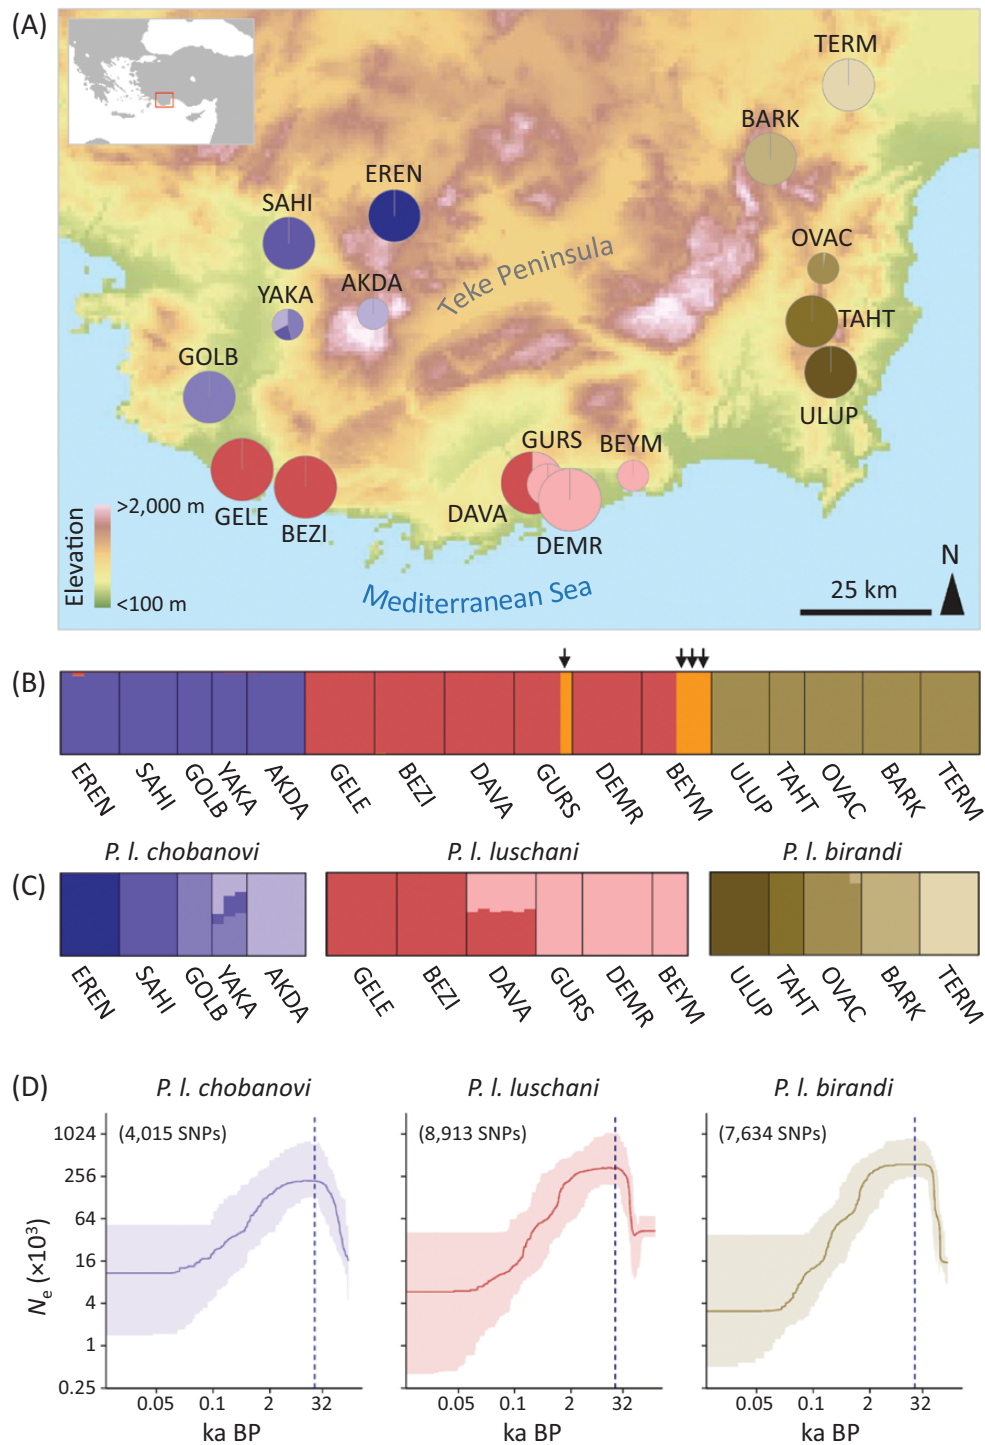 (A)
TERM
BARK
EREN
SAHI
OVAC
Teke Peninsula
AKDA
YAKA
TAHT
GOLB
ULUP
GURS
BEYM
>2,000 m
GELE
DAVA
BEZI
DEMR
Elevation
N
<100 m
Mediterranean Sea
25 km
(B)
EREN SAHI GOLB YAKA AKDA GELE BEZI DAVA GURS DEMR BEYM ULUP TAHT OVAC BARK TERM
P. l. chobanovi P. l. luschani P. l. birandi
(C)
EREN SAHI GOLB YAKA AKDA GELE BEZI DAVA GURS DEMR BEYM ULUP TAHT OVAC BARK TERM
(D)
P. l. chobanovi P. l. luschani P. l. birandi
(4,015 SNPs) (8,913 SNPs) (7,634 SNPs)
1024
256
64
16
4
1
0.25
Ne (×10³)
0.05 0.1 2 32 0.05 0.1 2 32 0.05 0.1 2 32
ka BP ka BP ka BP